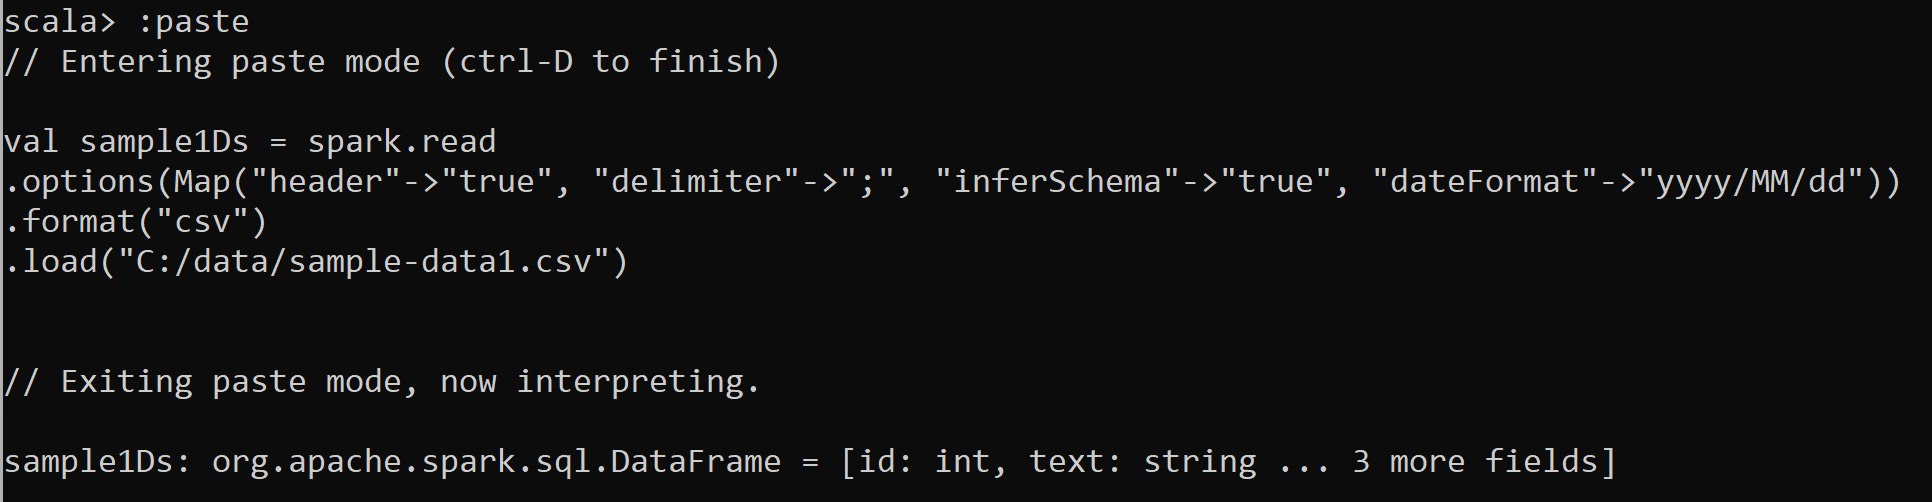 scala> :paste
// Entering paste mode (ctrl-D to finish)
val sample1Ds = spark.read
.options(Map("header"->"true", "delimiter"->";", "inferSchema"->"true", "dateFormat"->"yyyy/MM/dd"))
.format("csv")
.load("C:/data/sample-data1.csv")
// Exiting paste mode, now interpreting.
sample1Ds: org.apache.spark.sql.DataFrame = [id: int, text: string ... 3 more fields]